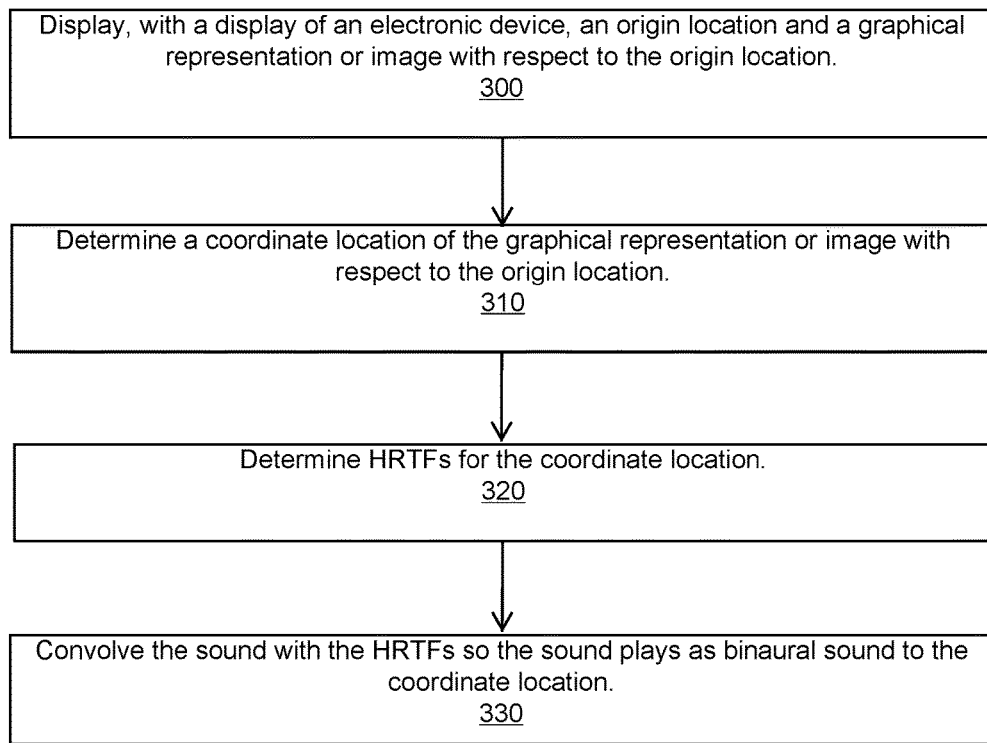 Display, with a display of an electronic device, an origin location and a graphical
representation or image with respect to the origin location.
300
Determine a coordinate location of the graphical representation or image with
respect to the origin location.
310
Determine HRTFs for the coordinate location.
320
Convolve the sound with the HRTFs so the sound plays as binaural sound to the
coordinate location.
330